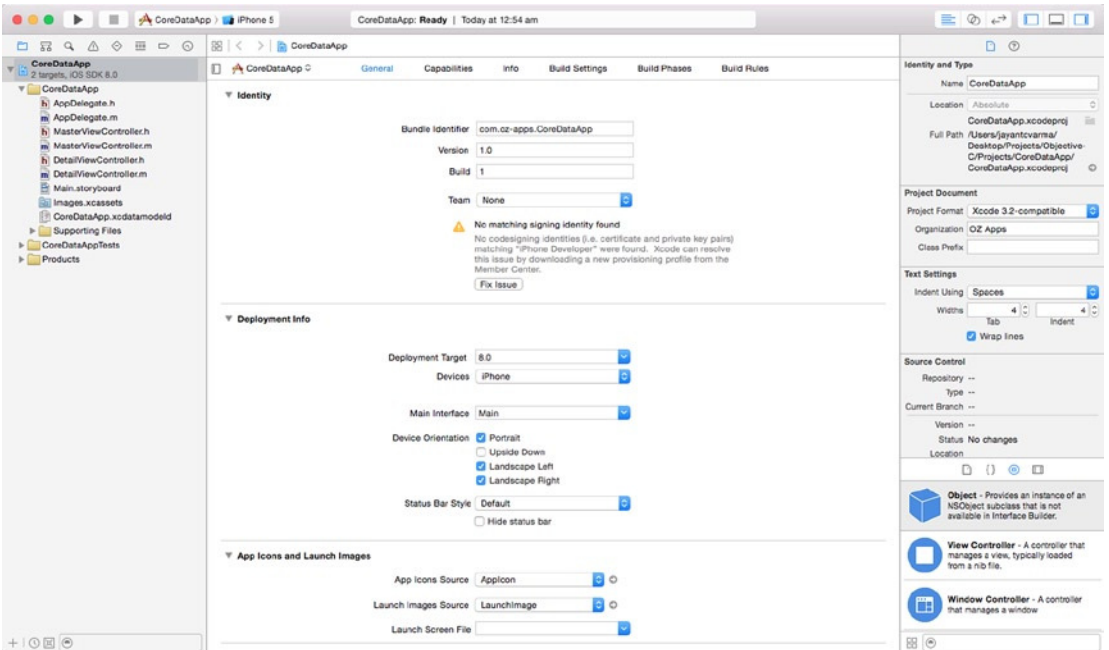 CoreDataApp
iPhone 5
CoreDataApp: Ready | Today at 12:54 am
CoreDataApp
2 targets, iOS SDK 8.0
CoreDataApp
AppDelegate.h
AppDelegate.m
MasterViewController.h
MasterViewController.m
DetailViewController.h
DetailViewController.m
Main.storyboard
Images.xcassets
CoreDataApp.xcdatamodeld
Supporting Files
CoreDataAppTests
Products
CoreDataApp
CoreDataApp General Capabilities Info Build Settings Build Phases Build Rules
Identity
Bundle Identifier com.oz-apps.CoreDataApp
Version 1.0
Build 1
Team None
No matching signing identity found
No codesigning identities (i.e. certificate and private key pairs)
matching "iPhone Developer" were found. Xcode can resolve
this issue by downloading a new provisioning profile from the
Member Center.
Fix Issue
Deployment Info
Deployment Target 8.0
Devices iPhone
Main Interface Main
Device Orientation Portrait
Upside Down
Landscape Left
Landscape Right
Status Bar Style Default
Hide status bar
App Icons and Launch Images
App Icons Source AppIcon
Launch Images Source LaunchImage
Launch Screen File
Identity and Type
Name CoreDataApp
Location Absolute
CoreDataApp.xcodeproj
Full Path /Users/jayantcvarma/
Desktop/Projects/Objective-
C/Projects/CoreDataApp/
CoreDataApp.xcodeproj
Project Document
Project Format Xcode 3.2-compatible
Organization OZ Apps
Class Prefix
Text Settings
Indent Using Spaces
Widths 4 4
Tab Indent
Wrap lines
Source Control
Repository --
Type --
Current Branch --
Version --
Status No changes
Location
Object - Provides an instance of an
NSObject subclass that is not
available in Interface Builder.
View Controller - A controller that
manages a view, typically loaded
from a nib file.
Window Controller - A controller
that manages a window